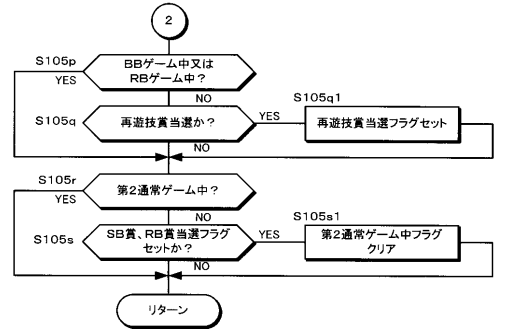 2
S105p
BBゲーム中又は
RBゲーム中？
YES
NO
S105q
再遊技賞当選か？
YES
S105q1
再遊技賞当選フラグセット
NO
S105r
第2通常ゲーム中？
YES
NO
S105s
SB賞、RB賞当選フラグ
セットか？
YES
S105s1
第2通常ゲーム中フラグ
クリア
NO
リターン